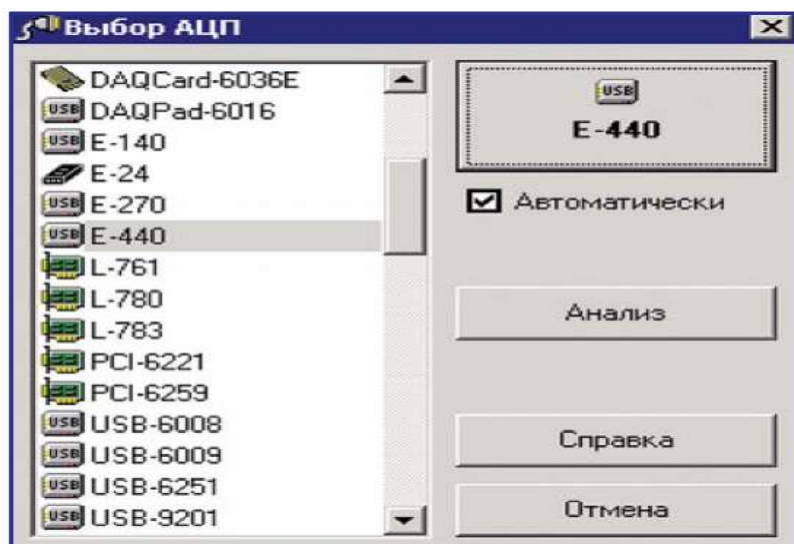 Выбор АЦП
DAQCard-6036E
USB DAQPad-6016
USB E-140
E-24
USB E-270
USB E-440
L-761
L-780
L-783
PCI-6221
PCI-6259
USB USB-6008
USB USB-6009
USB USB-6251
USB USB-9201
USB
E-440
Автоматически
Анализ
Справка
Отмена